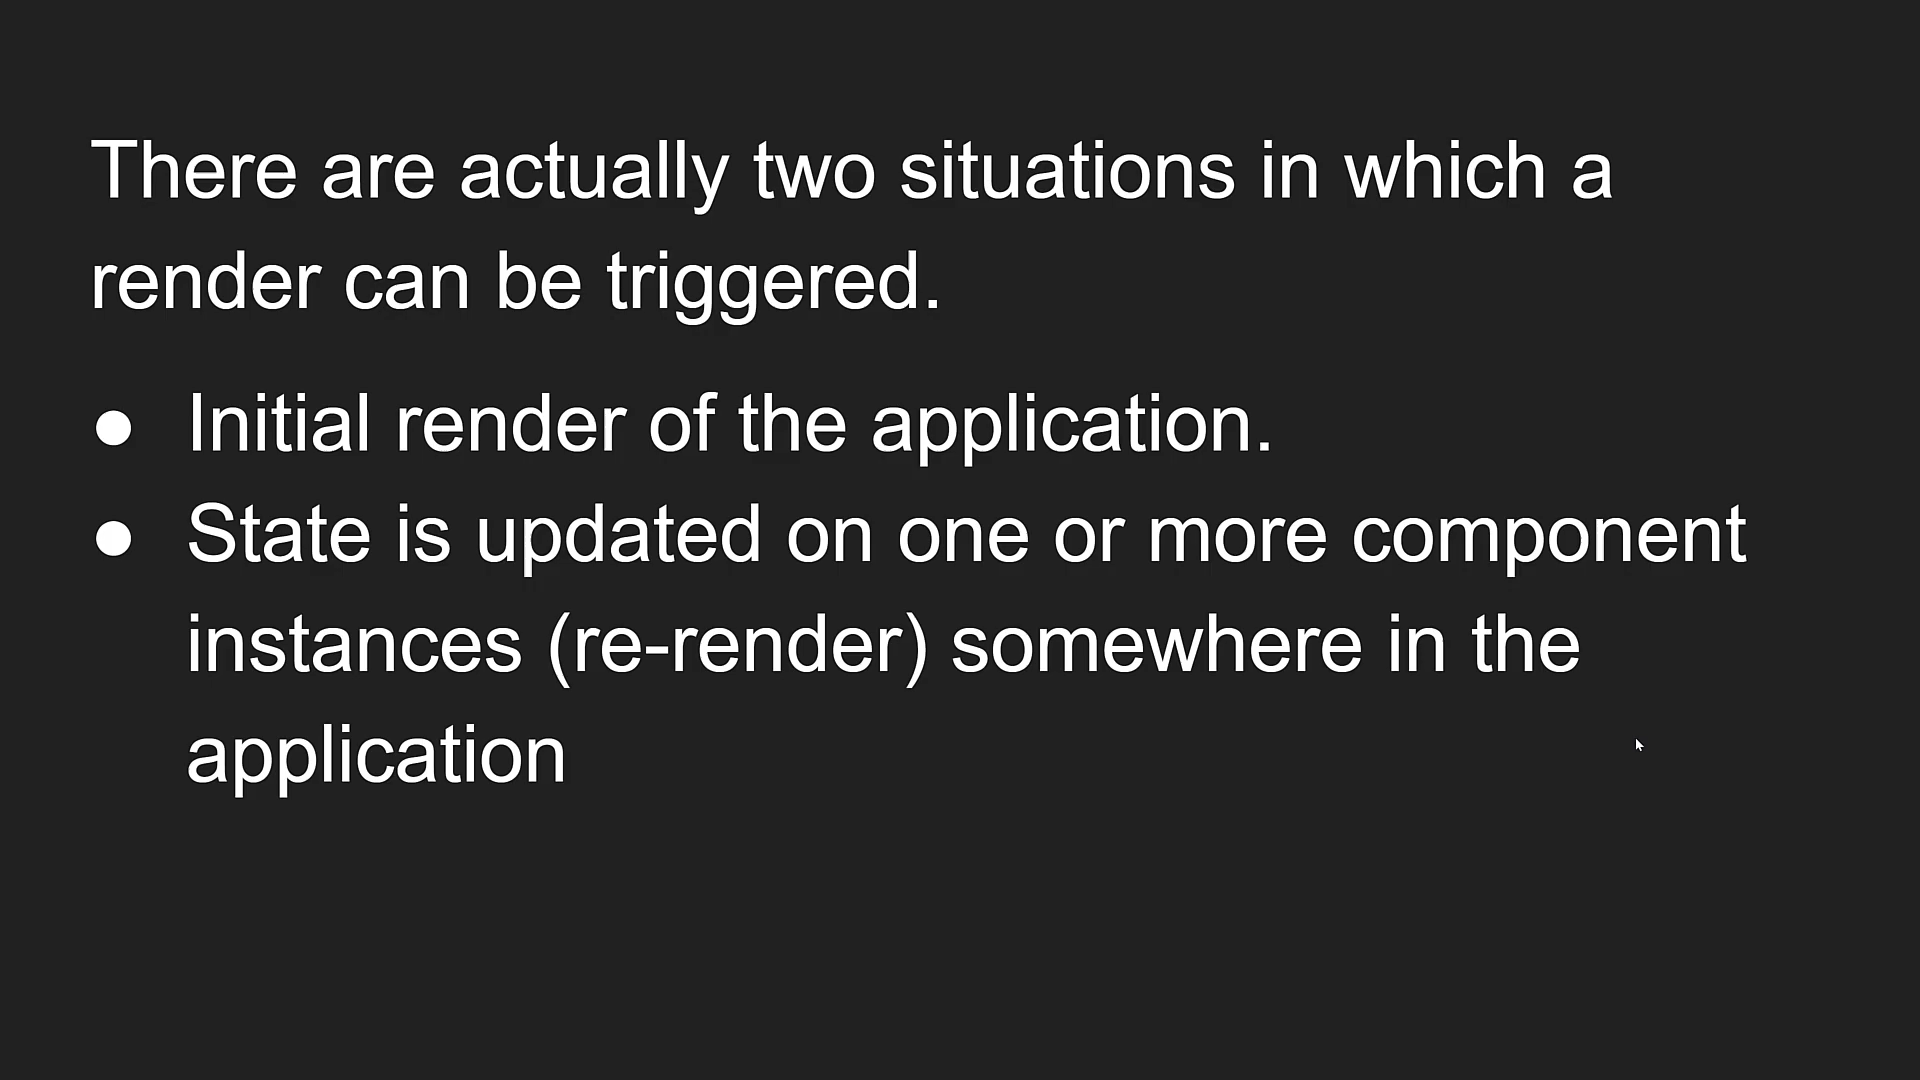 There are actually two situations in which a
render can be triggered.
● Initial render of the application.
● State is updated on one or more component
instances (re-render) somewhere in the
application